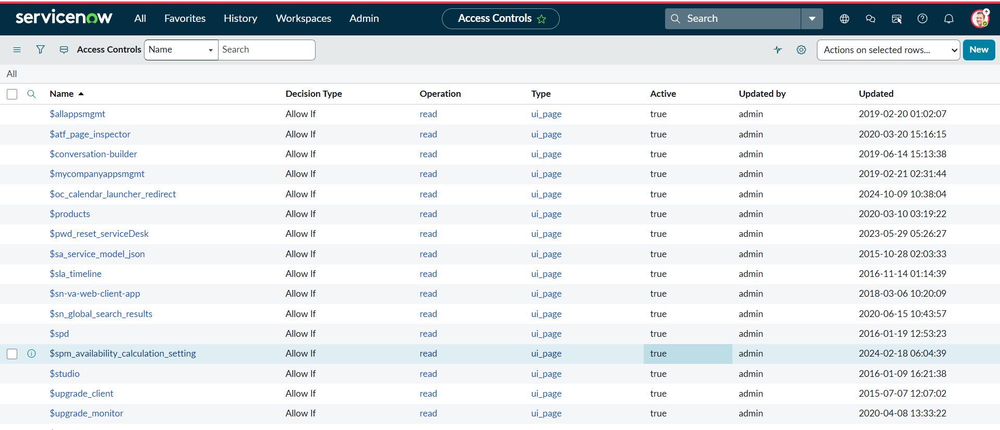 servicenow All Favorites History Workspaces Admin Access Controls Search
Access Controls Name Search Actions on selected rows... New
All
Name Decision Type Operation Type Active Updated by Updated
$allappsmgmt Allow If read ui_page true admin 2019-02-20 01:02:07
$atf_page_inspector Allow If read ui_page true admin 2020-03-20 15:16:15
$conversation-builder Allow If read ui_page true admin 2019-06-14 15:13:38
$mycompanyappsmgmt Allow If read ui_page true admin 2019-02-21 02:31:44
$oc_calendar_launcher_redirect Allow If read ui_page true admin 2024-10-09 10:38:04
$products Allow If read ui_page true admin 2020-03-10 03:19:22
$pwd_reset_serviceDesk Allow If read ui_page true admin 2023-05-29 05:26:27
$sa_service_model_json Allow If read ui_page true admin 2015-10-28 02:03:33
$sla_timeline Allow If read ui_page true admin 2016-11-14 01:14:39
$sn-va-web-client-app Allow If read ui_page true admin 2018-03-06 10:20:09
$sn_global_search_results Allow If read ui_page true admin 2020-06-15 10:43:57
$spd Allow If read ui_page true admin 2016-01-19 12:53:23
$spm_availability_calculation_setting Allow If read ui_page true admin 2024-02-18 06:04:39
$studio Allow If read ui_page true admin 2016-01-09 16:21:38
$upgrade_client Allow If read ui_page true admin 2015-07-07 12:07:02
$upgrade_monitor Allow If read ui_page true admin 2020-04-08 13:33:22